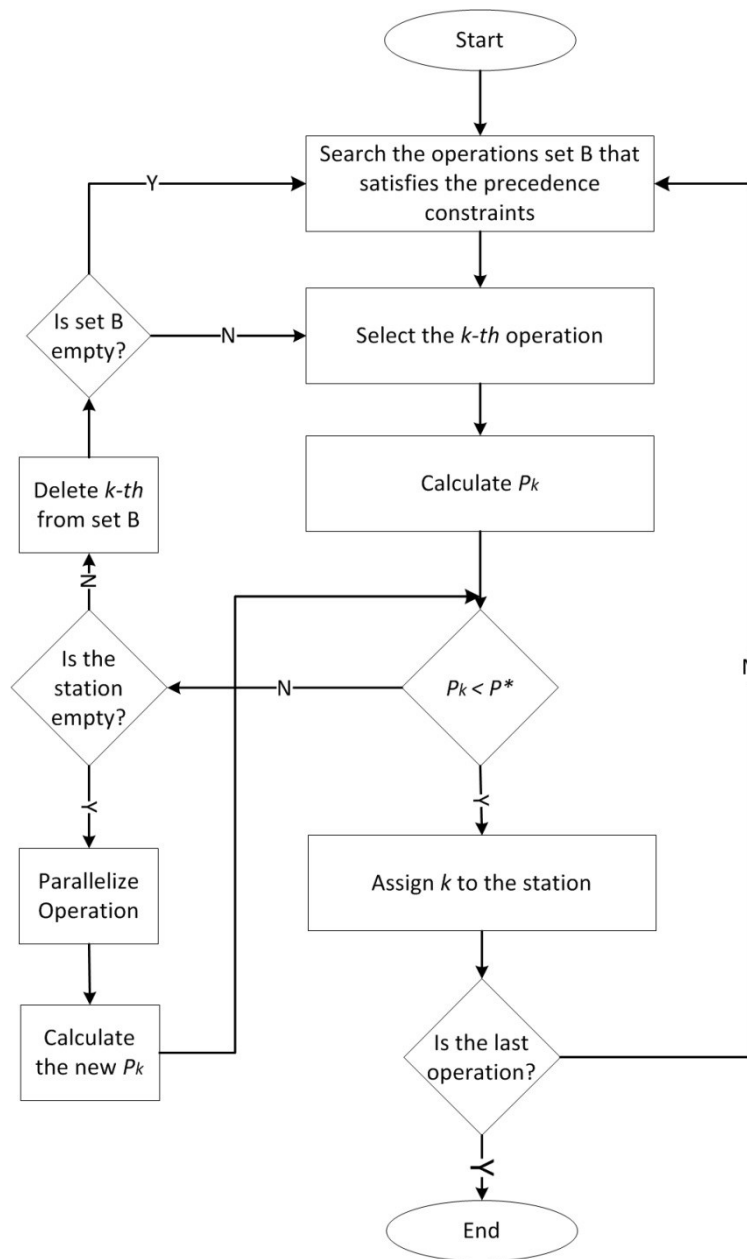 Start
Search the operations set B that
satisfies the precedence
constraints
Y
Is set B
empty?
N
Select the k-th operation
Delete k-th
from set B
Calculate Pk
N
Is the
station
empty?
N
Pk < P*
N
Y
Y
Parallelize
Operation
Assign k to the station
Calculate
the new Pk
Is the last
operation?
Y
End